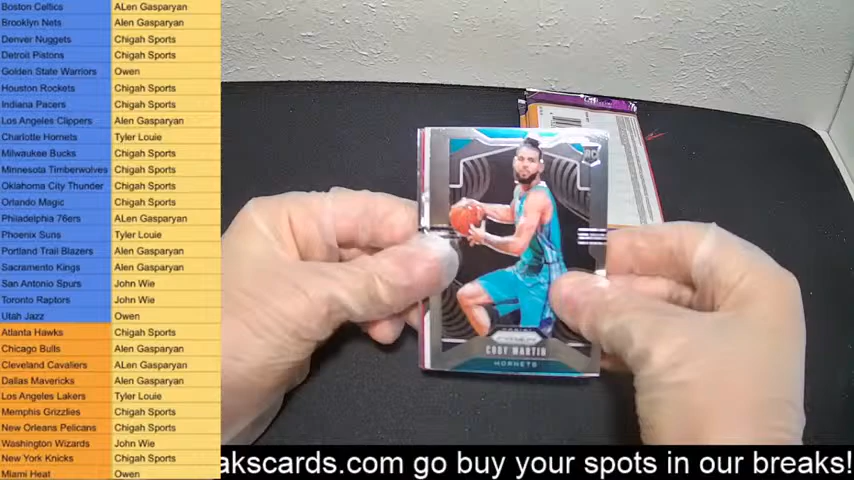 Boston Celtics ALen Gasparyan
Brooklyn Nets Alen Gasparyan
Denver Nuggets Chigah Sports
Detroit Pistons Chigah Sports
Golden State Warriors Owen
Houston Rockets Chigah Sports
Indiana Pacers Chigah Sports
Los Angeles Clippers Alen Gasparyan
Charlotte Hornets Tyler Louie
Milwaukee Bucks Chigah Sports
Minnesota Timberwolves Chigah Sports
Oklahoma City Thunder Chigah Sports
Orlando Magic Chigah Sports
Philadelphia 76ers ALen Gasparyan
Phoenix Suns Tyler Louie
Portland Trail Blazers Alen Gasparyan
Sacramento Kings Alen Gasparyan
San Antonio Spurs John Wie
Toronto Raptors John Wie
Utah Jazz Owen
Atlanta Hawks Chigah Sports
Chicago Bulls Alen Gasparyan
Cleveland Cavaliers ALen Gasparyan
Dallas Mavericks Alen Gasparyan
Los Angeles Lakers Tyler Louie
Memphis Grizzlies Chigah Sports
New Orleans Pelicans Chigah Sports
Washington Wizards John Wie
New York Knicks Chigah Sports
Miami Heat Owen
RC
PRIZM
CODY MARTIN
HORNETS
akscards.com go buy your spots in our breaks!